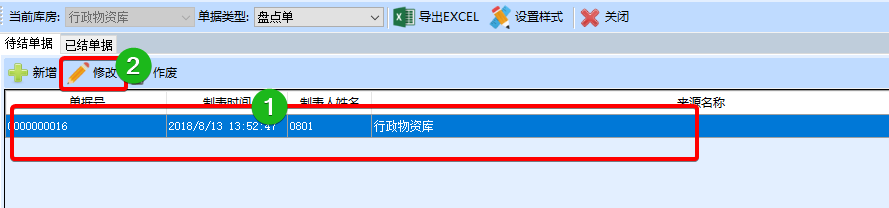 当前库房: 行政物资库 单据类型: 盘点单 导出EXCEL 设置样式 关闭
待结单据 已结单据
新增 修改 2 作废
单据号 制表时间 1 制表人姓名 来源名称
0000000016 2018/8/13 13:52:47 0801 行政物资库